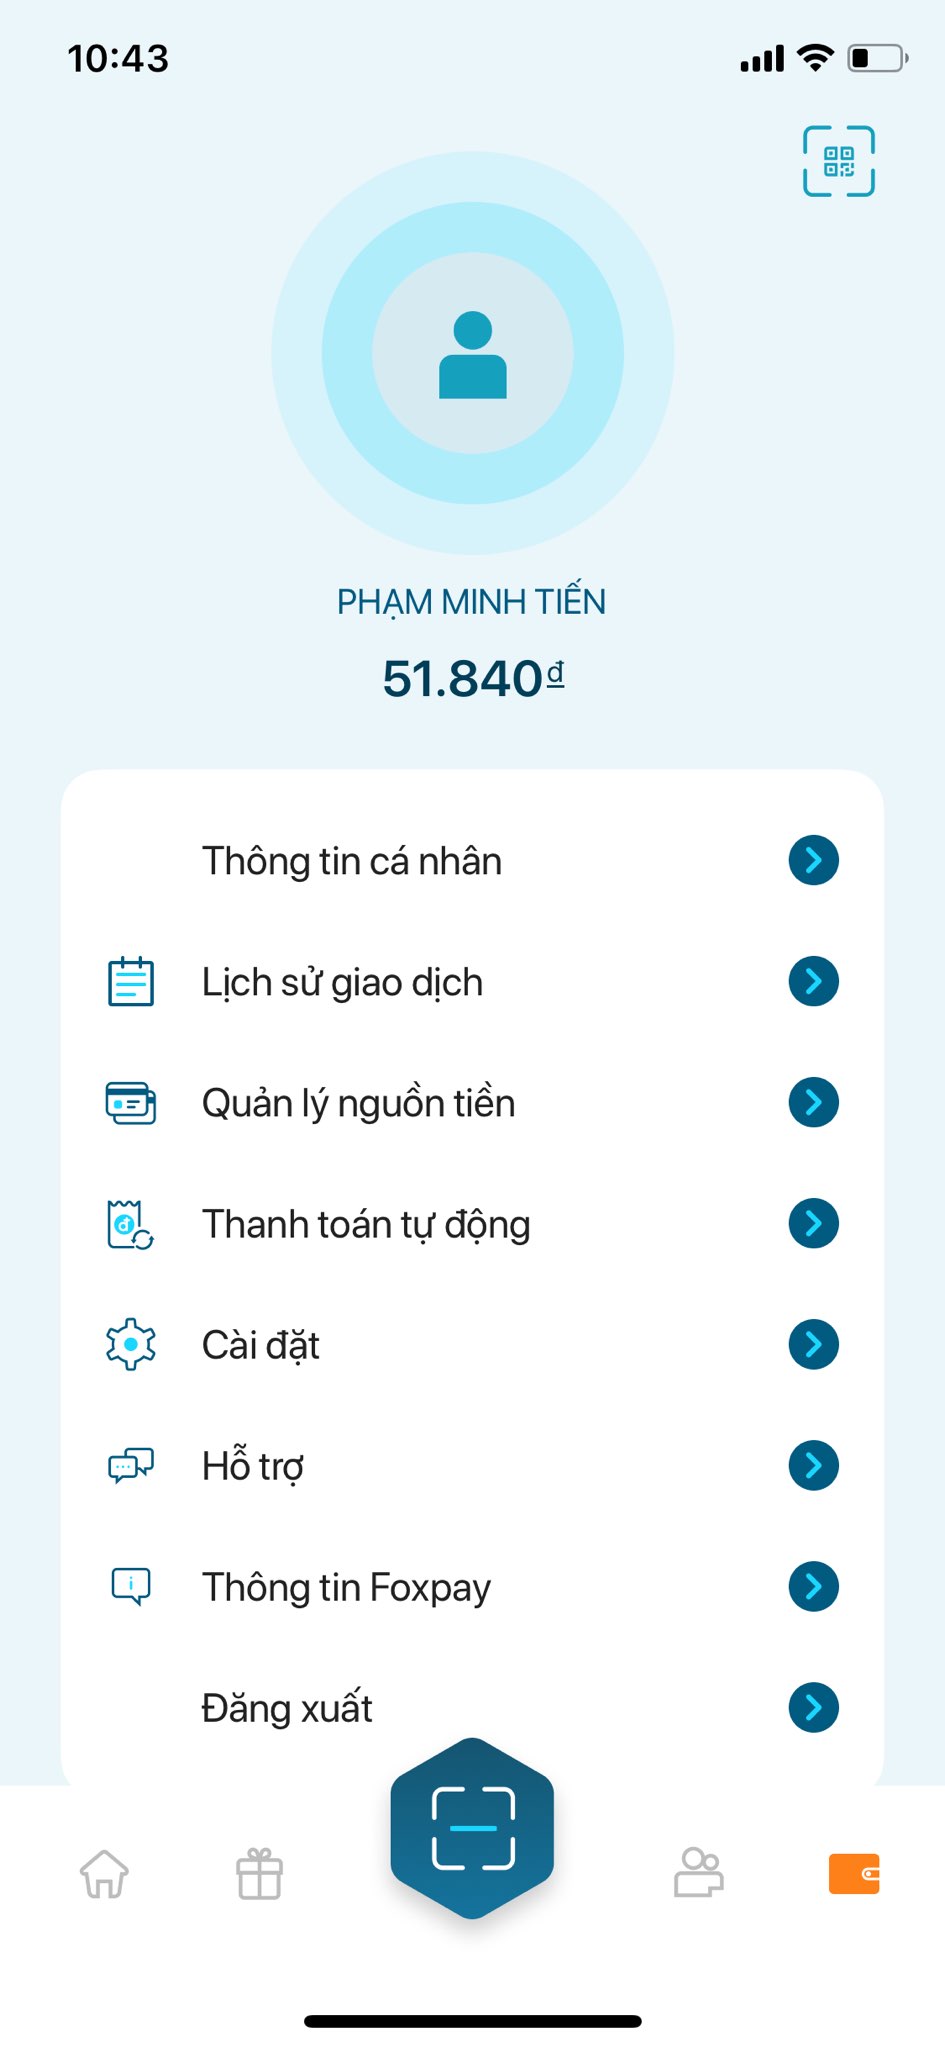 10:43
PHẠM MINH TIẾN
51.840đ
Thông tin cá nhân
Lịch sử giao dịch
Quản lý nguồn tiền
Thanh toán tự động
Cài đặt
Hỗ trợ
Thông tin Foxpay
Đăng xuất